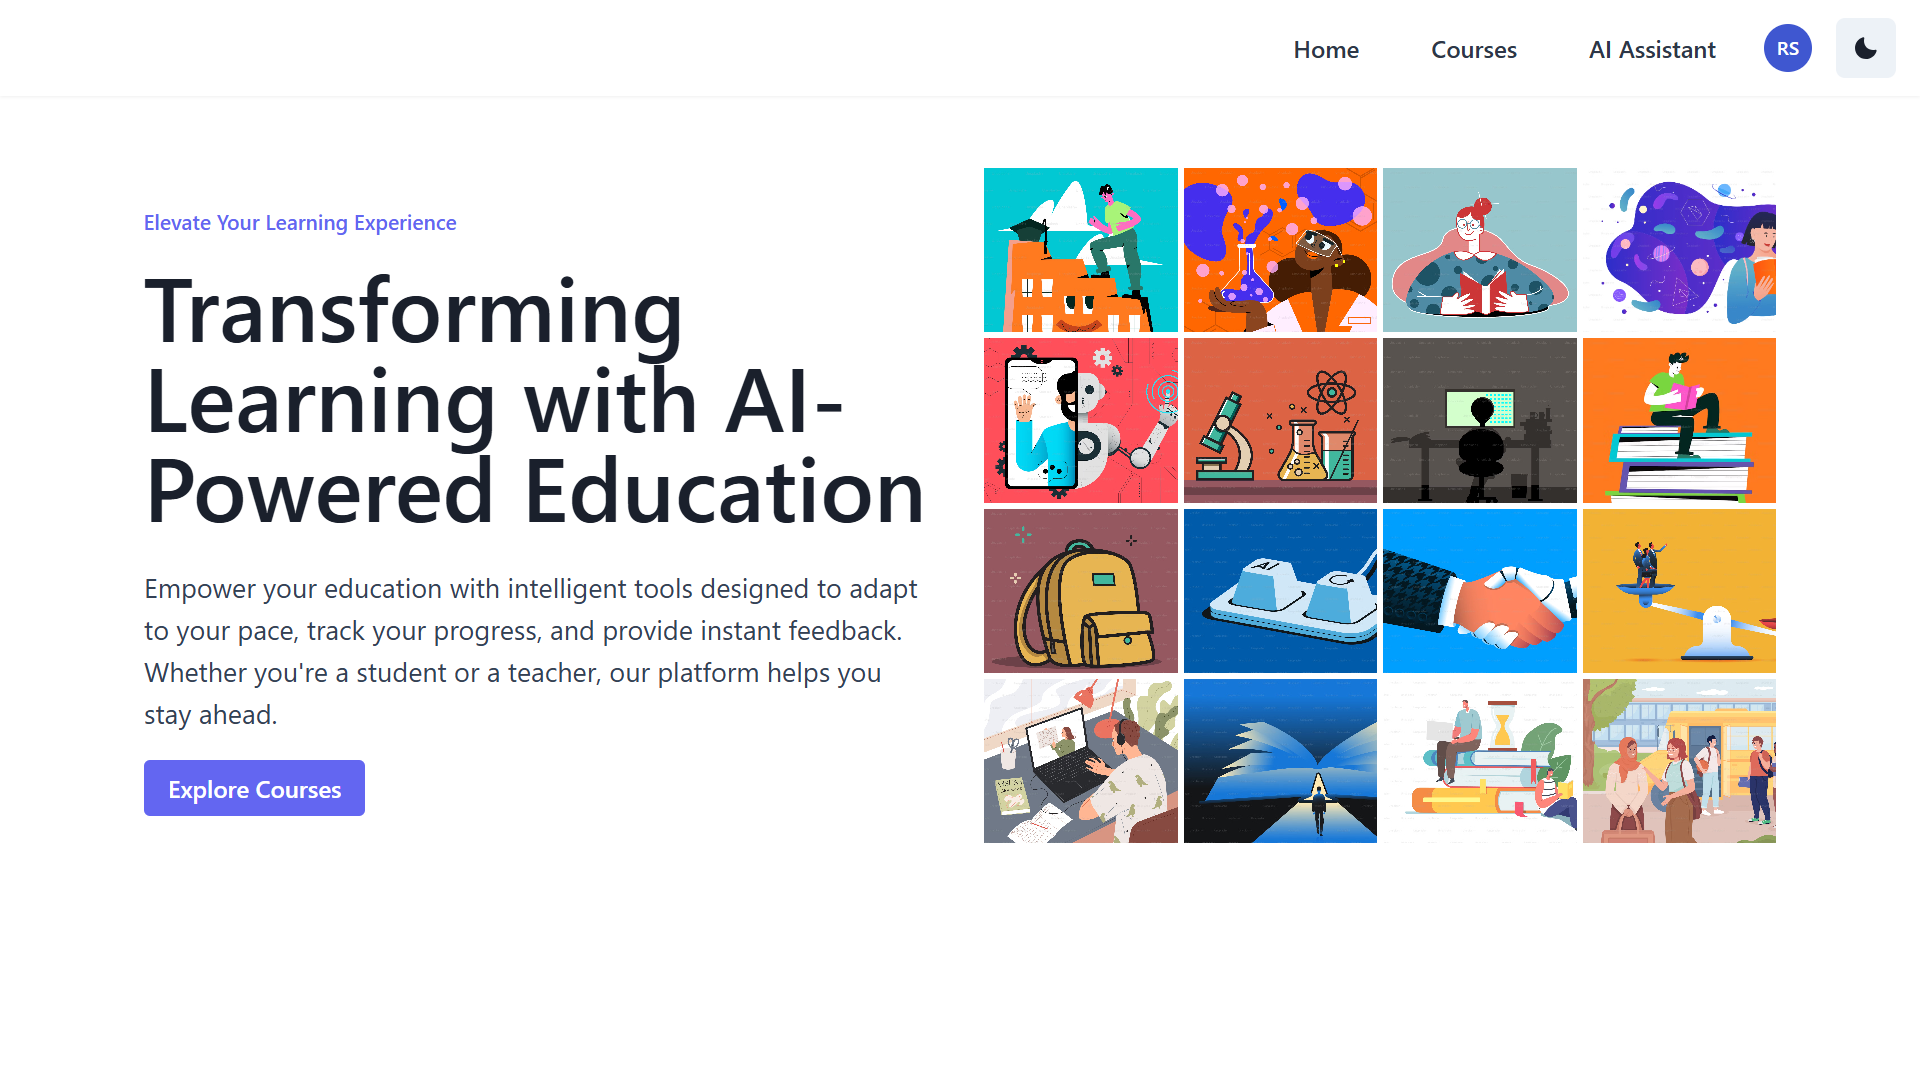 Home
Courses
AI Assistant
RS
Elevate Your Learning Experience
Transforming
Learning with AI-
Powered Education
Empower your education with intelligent tools designed to adapt
to your pace, track your progress, and provide instant feedback.
Whether you're a student or a teacher, our platform helps you
stay ahead.
Explore Courses
AI